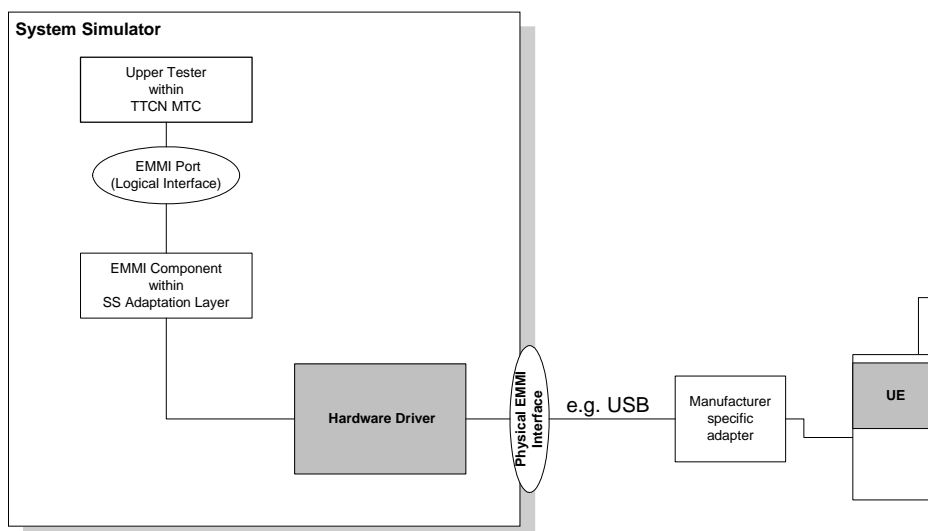 System Simulator
Upper Tester
within
TTCN MTC
EMMI Port
(Logical Interface)
EMMI Component
within
SS Adaptation Layer
Hardware Driver
Physical EMMI
Interface
e.g. USB
Manufacturer
specific
adapter
UE